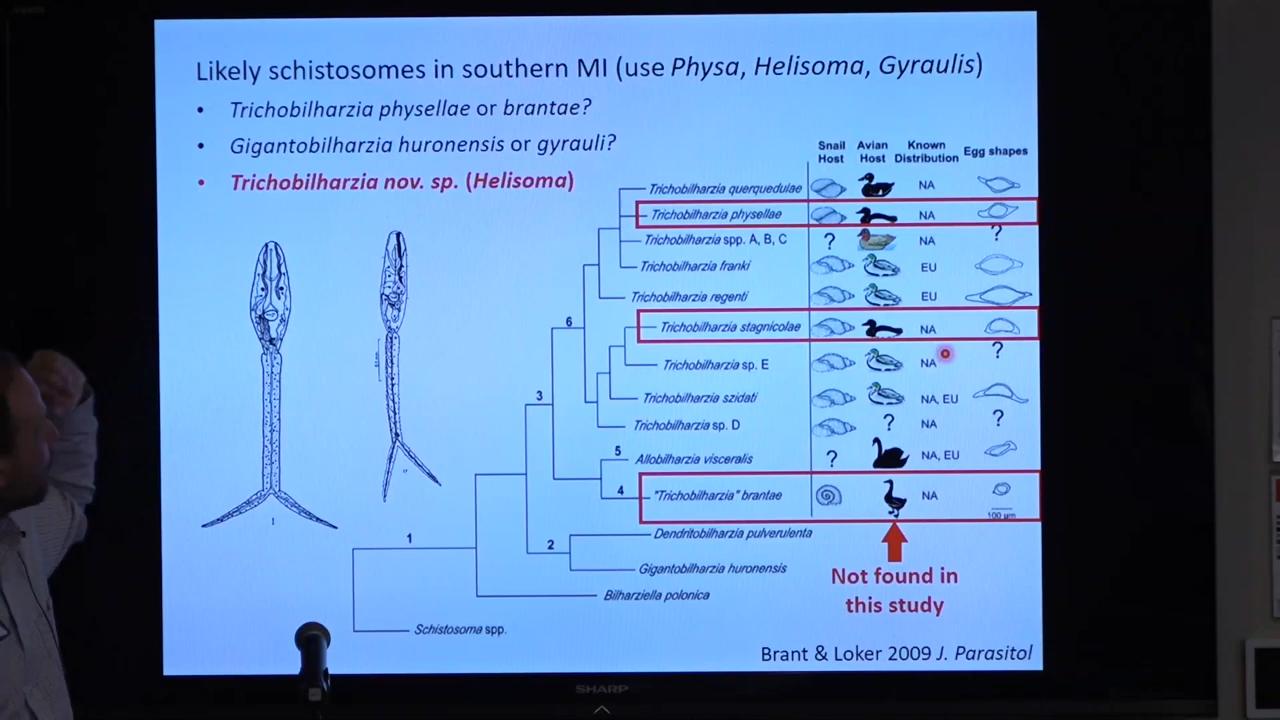 Likely schistosomes in southern MI (use Physa, Helisoma, Gyraulis)
• Trichobilharzia physellae or brantae?
• Gigantobilharzia huronensis or gyrauli?
• Trichobilharzia nov. sp. (Helisoma)
Snail Host
Avian Host
Known Distribution
Egg shapes
Trichobilharzia querquedulae NA
Trichobilharzia physellae NA
Trichobilharzia spp. A, B, C ? NA ?
Trichobilharzia franki EU
Trichobilharzia regenti EU
6
Trichobilharzia stagnicolae NA
Trichobilharzia sp. E NA ?
3
Trichobilharzia szidati NA, EU
Trichobilharzia sp. D ? NA ?
5 Allobilharzia visceralis ? NA, EU
4 "Trichobilharzia" brantae NA
100 µm
Dendritobilharzia pulverulenta
1
2
Gigantobilharzia huronensis
Bilharziella polonica
Schistosoma spp.
Not found in
this study
Brant & Loker 2009 J. Parasitol
SHARP